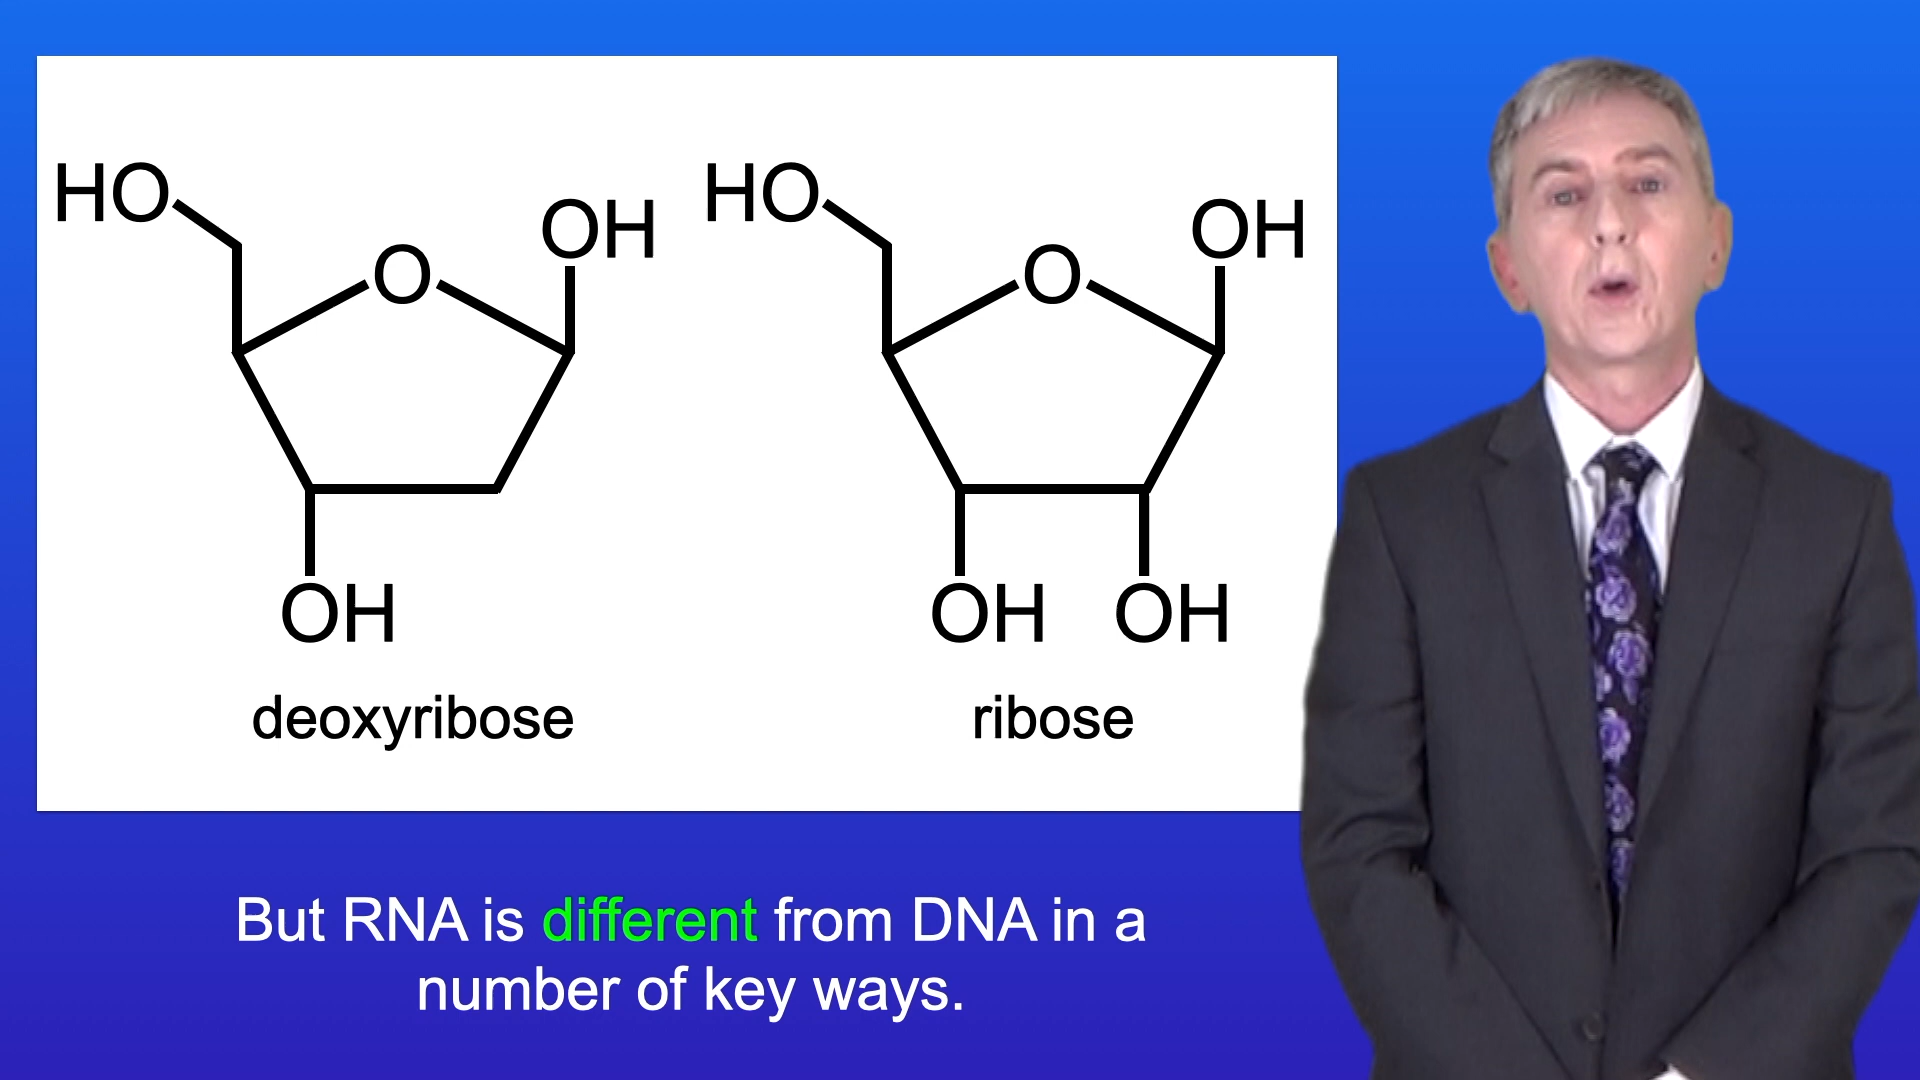 HO
OH
O
OH
deoxyribose
HO
OH
O
OH OH
ribose
But RNA is different from DNA in a
number of key ways.